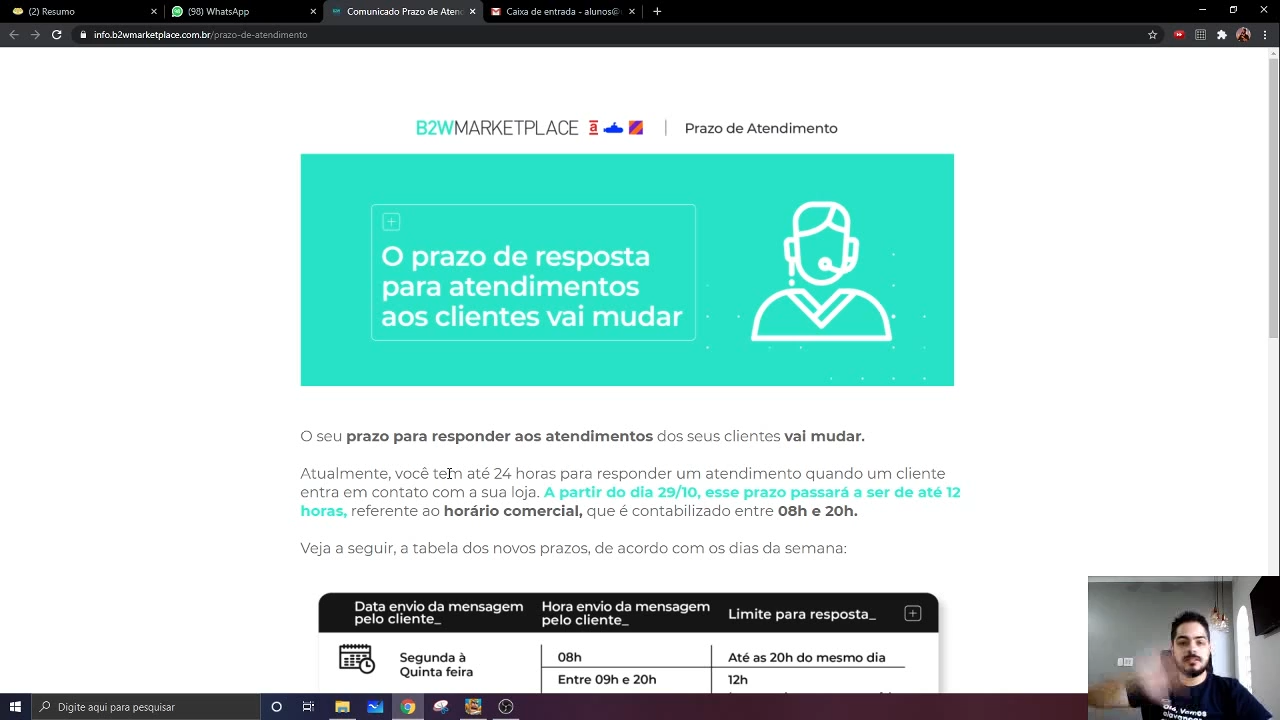 (2) Resumo
(98) WhatsApp
Comunicado Prazo de Aten
Caixa de entrada - alunos@
info.b2wmarketplace.com.br/prazo-de-atendimento
B2WMARKETPLACE a Prazo de Atendimento
O prazo de resposta
para atendimentos
aos clientes vai mudar
O seu prazo para responder aos atendimentos dos seus clientes vai mudar.
Atualmente, você tem até 24 horas para responder um atendimento quando um cliente
entra em contato com a sua loja. A partir do dia 29/10, esse prazo passará a ser de até 12
horas, referente ao horário comercial, que é contabilizado entre 08h e 20h.
Veja a seguir, a tabela dos novos prazos, de acordo com os dias da semana:
Data envio da mensagem
pelo cliente_
Hora envio da mensagem
pelo cliente_
Limite para resposta_
Segunda à
Quinta feira
08h
Até as 20h do mesmo dia
Entre 09h e 20h
12h
Digite aqui para pesquisar